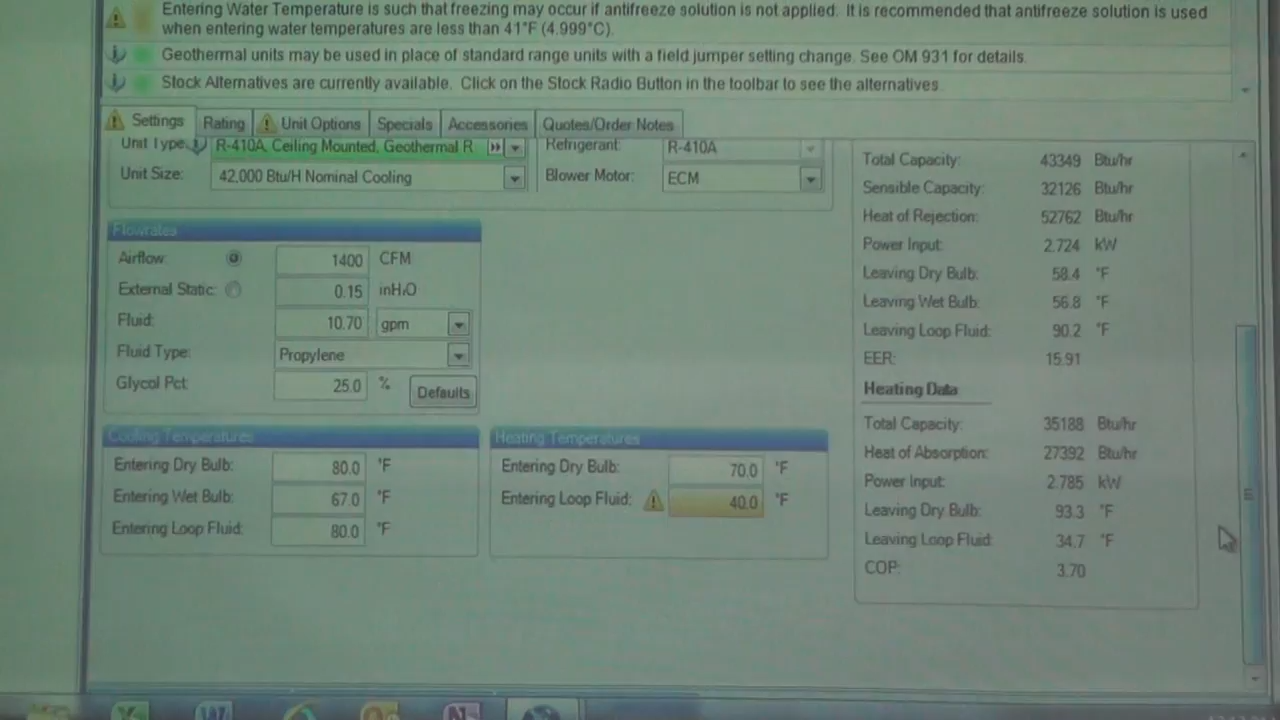 Entering Water Temperature is such that freezing may occur if antifreeze solution is not applied. It is recommended that antifreeze solution is used
when entering water temperatures are less than 41°F (4.999°C).
Geothermal units may be used in place of standard range units with a field jumper setting change. See OM 931 for details.
Stock Alternatives are currently available. Click on the Stock Radio Button in the toolbar to see the alternatives
Settings Rating Unit Options Specials Accessories Quotes/Order Notes
Unit Type: R-410A, Ceiling Mounted, Geothermal R Refrigerant: R-410A
Unit Size: 42,000 Btu/H Nominal Cooling Blower Motor: ECM
Flowrates
Airflow: 1400 CFM
External Static: 0.15 inH2O
Fluid: 10.70 gpm
Fluid Type: Propylene
Glycol Pct: 25.0 % Defaults
Cooling Temperatures
Entering Dry Bulb: 80.0 °F
Entering Wet Bulb: 67.0 °F
Entering Loop Fluid: 80.0 °F
Heating Temperatures
Entering Dry Bulb: 70.0 °F
Entering Loop Fluid: 40.0 °F
Total Capacity: 43349 Btu/hr
Sensible Capacity: 32126 Btu/hr
Heat of Rejection: 52762 Btu/hr
Power Input: 2.724 kW
Leaving Dry Bulb: 58.4 °F
Leaving Wet Bulb: 56.8 °F
Leaving Loop Fluid: 90.2 °F
EER: 15.91
Heating Data
Total Capacity: 35188 Btu/hr
Heat of Absorption: 27392 Btu/hr
Power Input: 2.785 kW
Leaving Dry Bulb: 93.3 °F
Leaving Loop Fluid: 34.7 °F
COP: 3.70